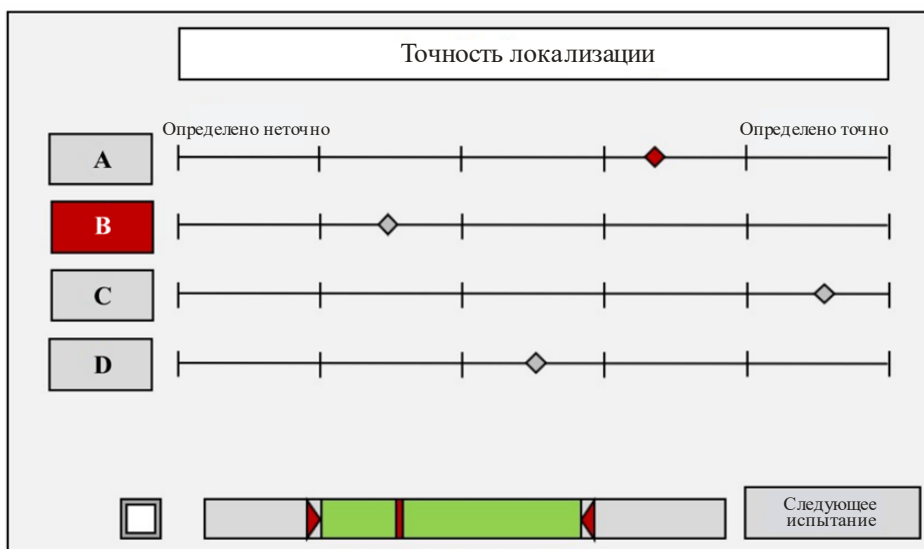 Точность локализации
Определено неточно
Определено точно
A
B
C
D
Следующее
испытание